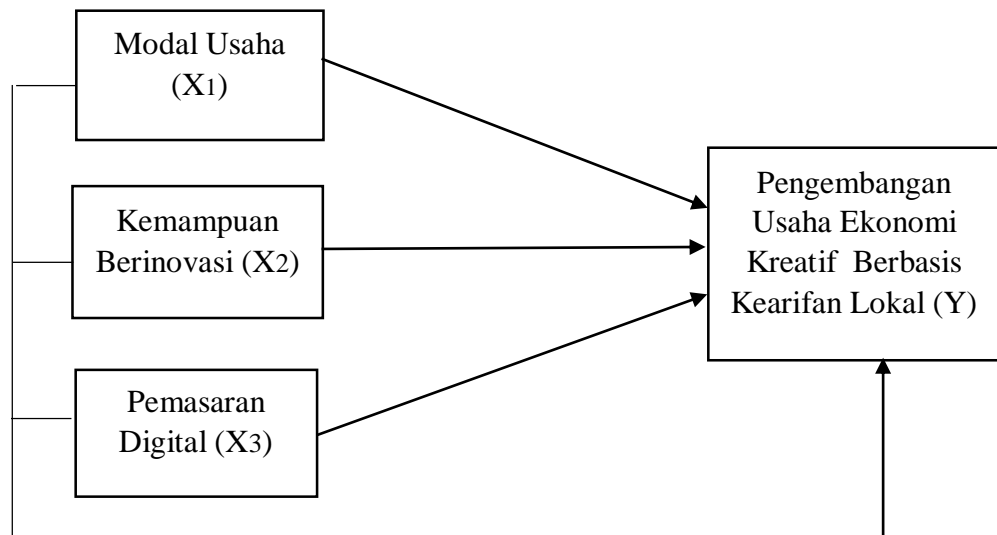 Modal Usaha
(X1)
Kemampuan
Berinovasi (X2)
Pemasaran
Digital (X3)
Pengembangan
Usaha Ekonomi
Kreatif Berbasis
Kearifan Lokal (Y)